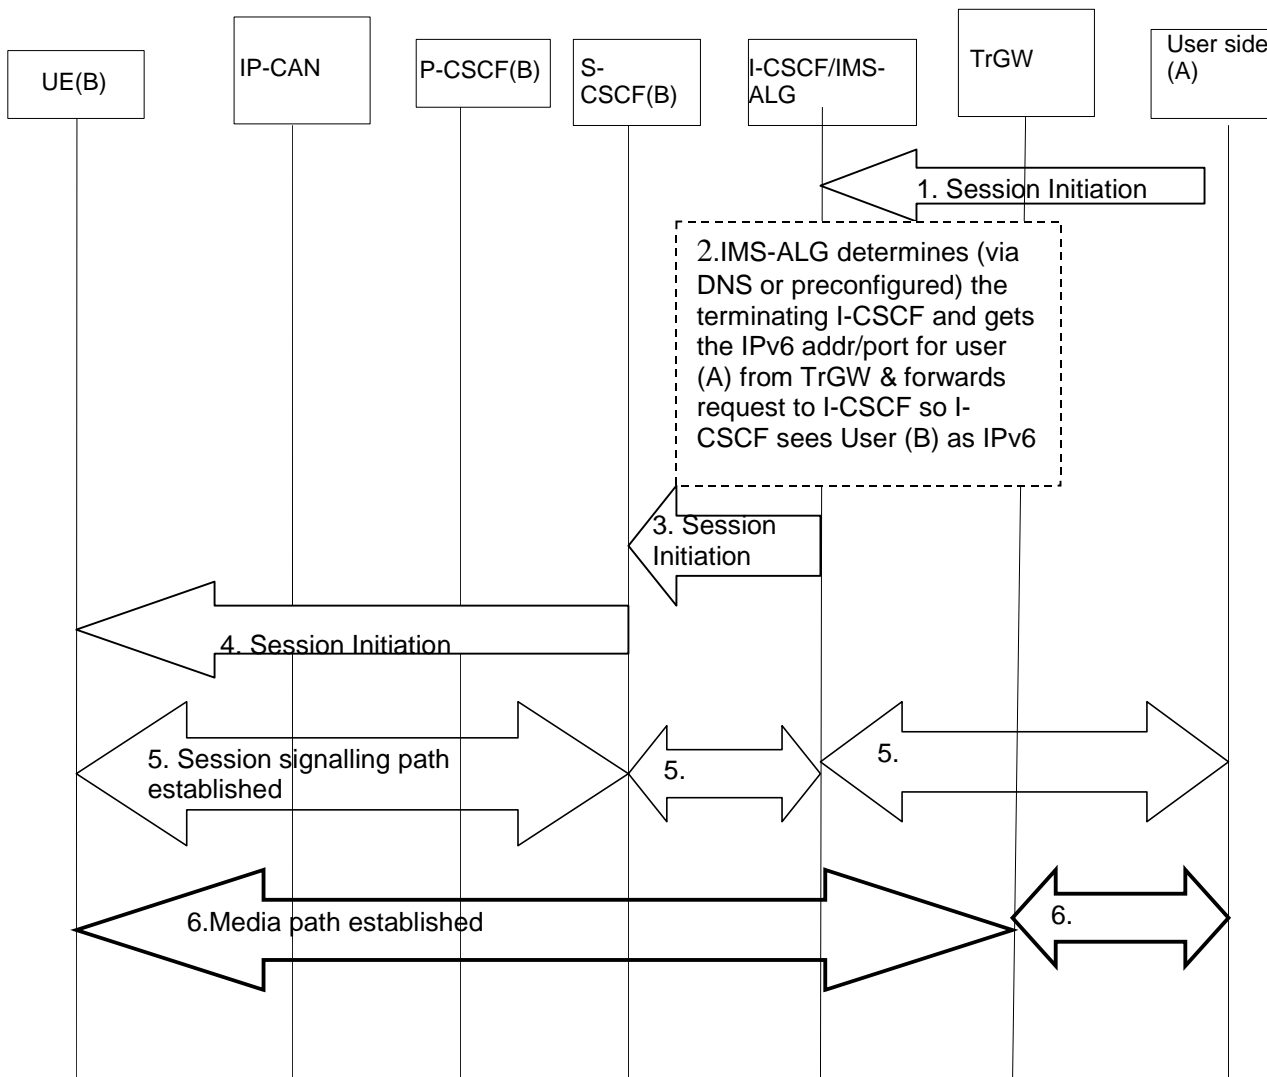 UE(B)
IP-CAN
P-CSCF(B)
S-
CSCF(B)
I-CSCF/IMS-
ALG
TrGW
User side
(A)
1. Session Initiation
2.IMS-ALG determines (via
DNS or preconfigured) the
terminating I-CSCF and gets
the IPv6 addr/port for user
(A) from TrGW & forwards
request to I-CSCF so I-
CSCF sees User (B) as IPv6
3. Session
Initiation
4. Session Initiation
5. Session signalling path
established
5.
5.
6.Media path established
6.